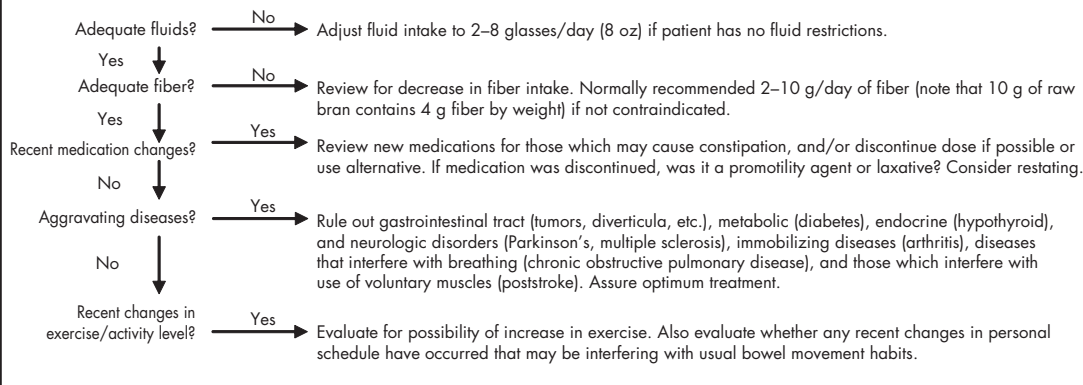 Adequate fluids?
No
Adjust fluid intake to 2–8 glasses/day (8 oz) if patient has no fluid restrictions.
Yes
Adequate fiber?
No
Review for decrease in fiber intake. Normally recommended 2–10 g/day of fiber (note that 10 g of raw
bran contains 4 g fiber by weight) if not contraindicated.
Yes
Recent medication changes?
Yes
Review new medications for those which may cause constipation, and/or discontinue dose if possible or
use alternative. If medication was discontinued, was it a promotility agent or laxative? Consider restating.
No
Aggravating diseases?
Yes
Rule out gastrointestinal tract (tumors, diverticula, etc.), metabolic (diabetes), endocrine (hypothyroid),
and neurologic disorders (Parkinson's, multiple sclerosis), immobilizing diseases (arthritis), diseases
that interfere with breathing (chronic obstructive pulmonary disease), and those which interfere with
use of voluntary muscles (poststroke). Assure optimum treatment.
No
Recent changes in
exercise/activity level?
Yes
Evaluate for possibility of increase in exercise. Also evaluate whether any recent changes in personal
schedule have occurred that may be interfering with usual bowel movement habits.